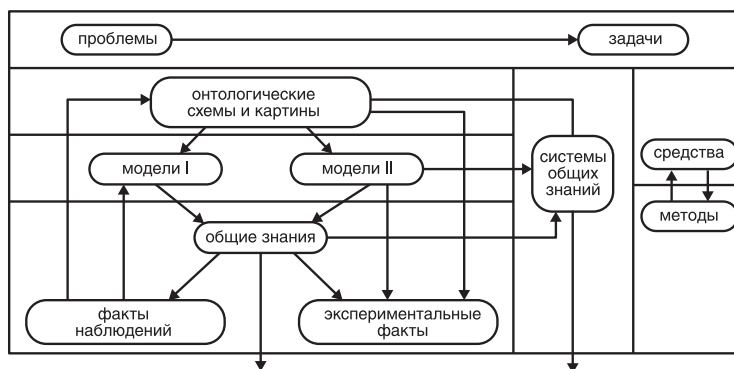 проблемы
задачи
онтологические
схемы и картины
модели I
модели II
системы
общих
знаний
средства
методы
общие знания
факты
наблюдений
экспериментальные
факты